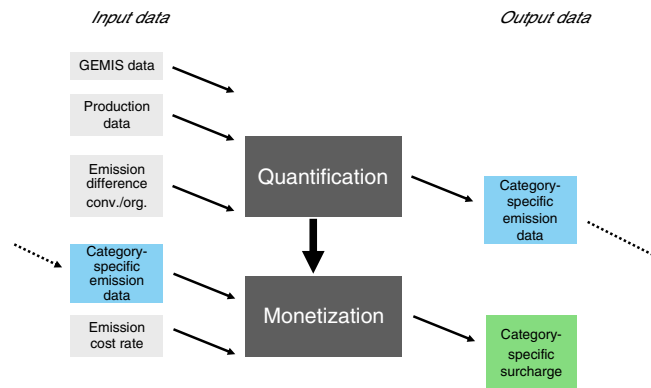 Input data
Output data
GEMIS data
Production
data
Emission
difference
conv./org.
Quantification
Category-
specific
emission
data
Category-
specific
emission
data
Monetization
Emission
cost rate
Category-
specific
surcharge